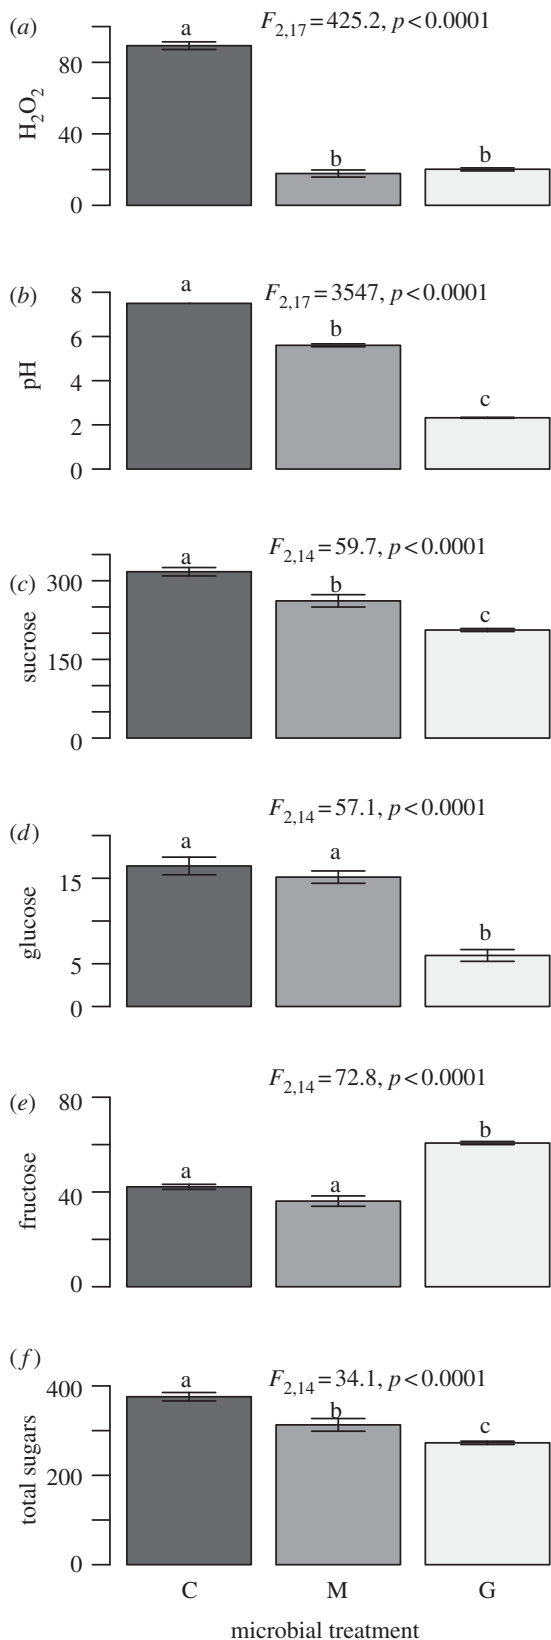 (a)
F2,17 = 425.2, p < 0.0001
H2O2
80
40
0
a
b
b
(b)
F2,17 = 3547, p < 0.0001
pH
8
6
4
2
0
a
b
c
(c)
F2,14 = 59.7, p < 0.0001
sucrose
300
150
0
a
b
c
(d)
F2,14 = 57.1, p < 0.0001
glucose
15
5
0
a
a
b
(e)
F2,14 = 72.8, p < 0.0001
fructose
80
40
0
a
a
b
(f)
F2,14 = 34.1, p < 0.0001
total sugars
400
200
0
a
b
c
C M G
microbial treatment